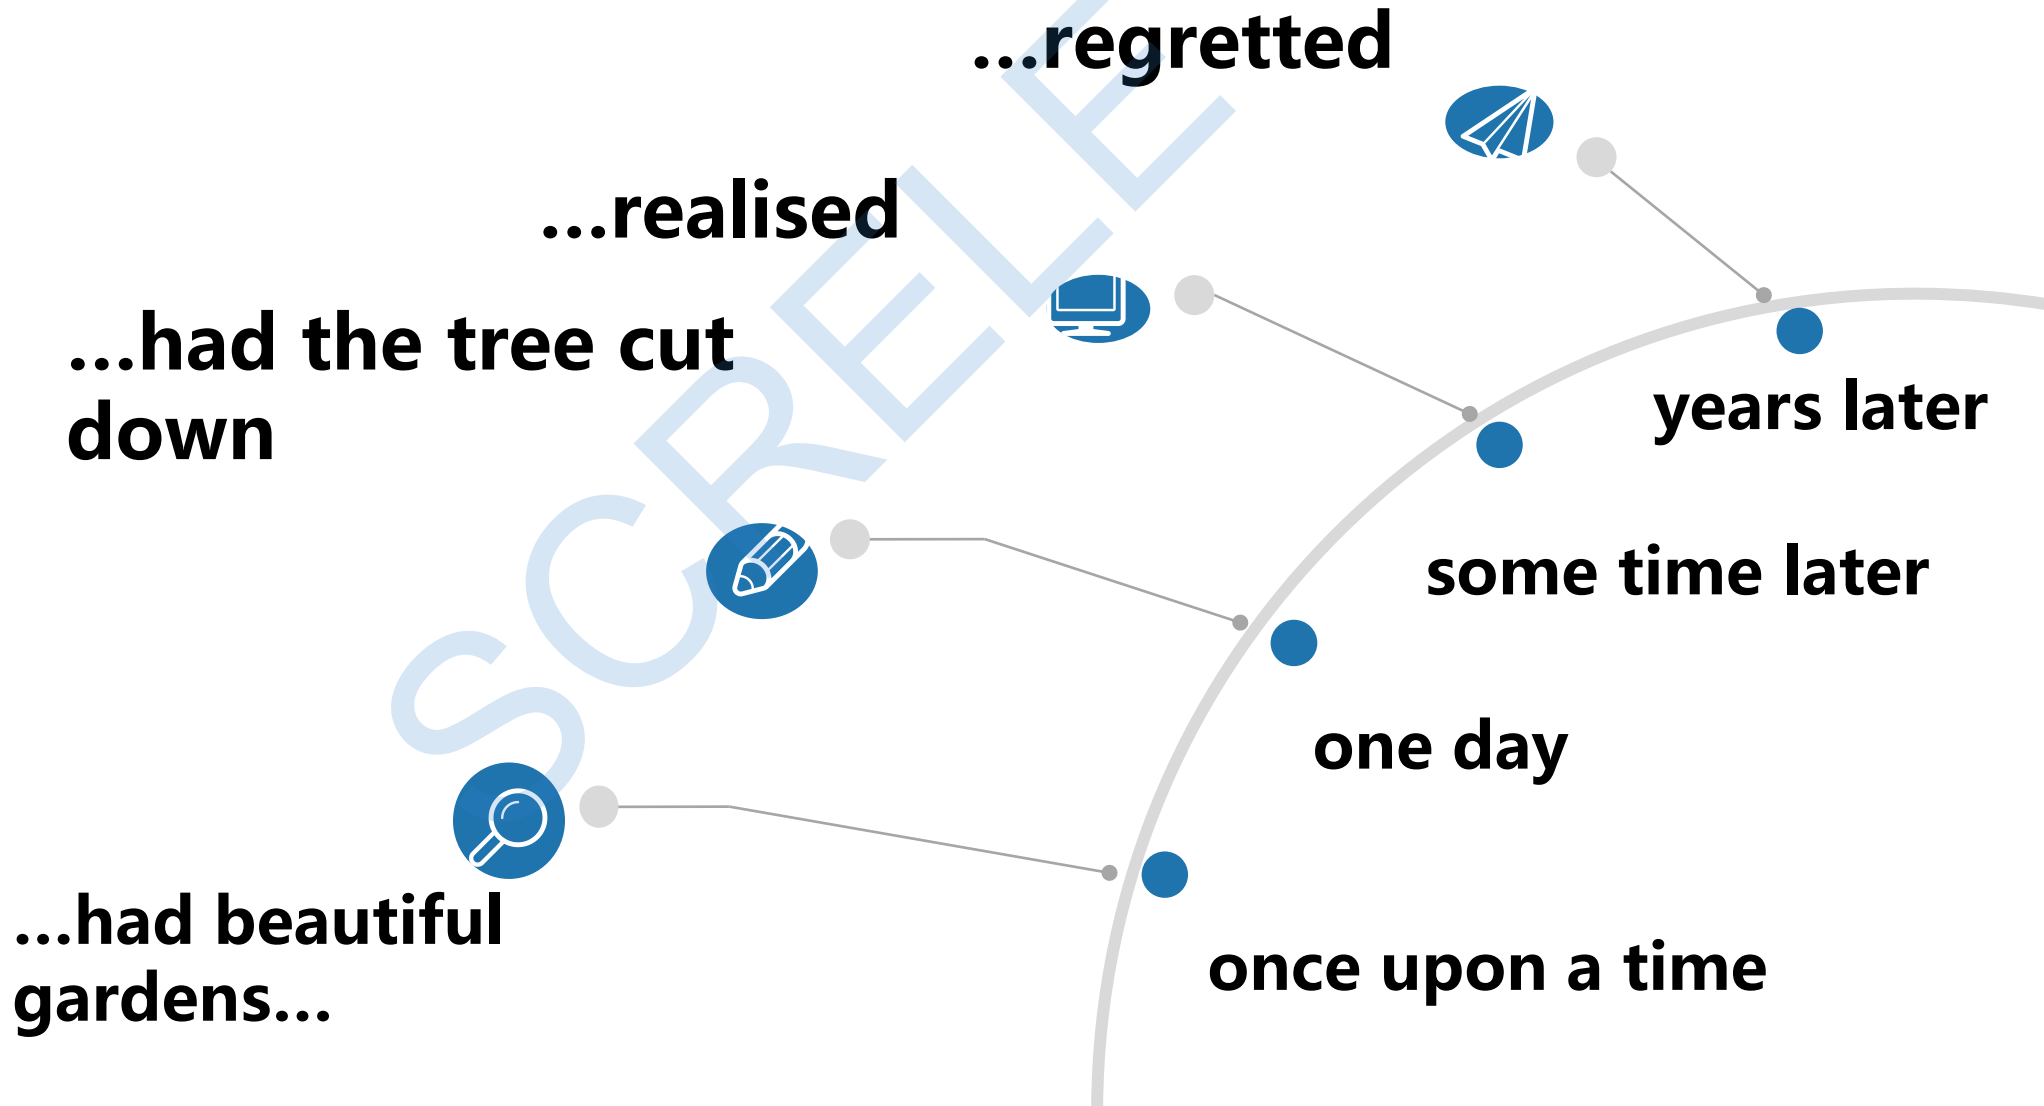 ...regretted
...realised
...had the tree cut
down
years later
some time later
one day
...had beautiful
gardens...
once upon a time
SCRELE